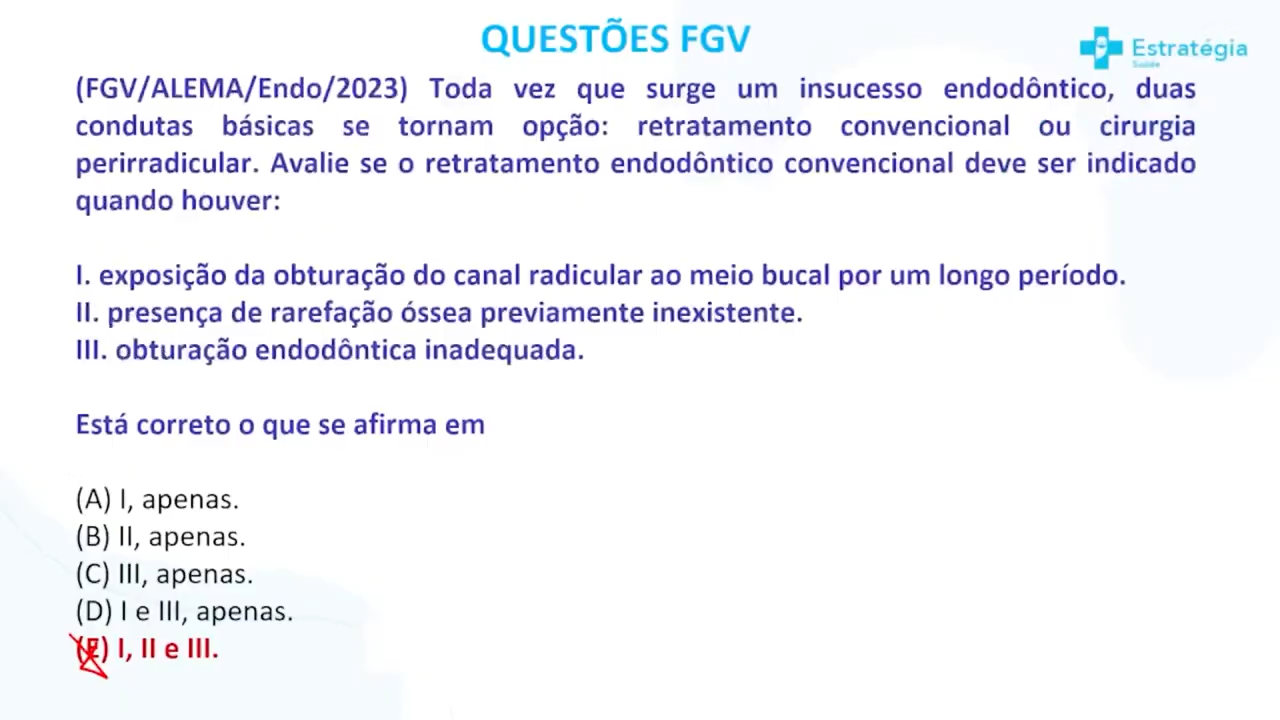 QUESTÕES FGV
Estratégia
Saúde
(FGV/ALEMA/Endo/2023) Toda vez que surge um insucesso endodôntico, duas
condutas básicas se tornam opção: retratamento convencional ou cirurgia
perirradicular. Avalie se o retratamento endodôntico convencional deve ser indicado
quando houver:
I. exposição da obturação do canal radicular ao meio bucal por um longo período.
II. presença de rarefação óssea previamente inexistente.
III. obturação endodôntica inadequada.
Está correto o que se afirma em
(A) I, apenas.
(B) II, apenas.
(C) III, apenas.
(D) I e III, apenas.
(E) I, II e III.